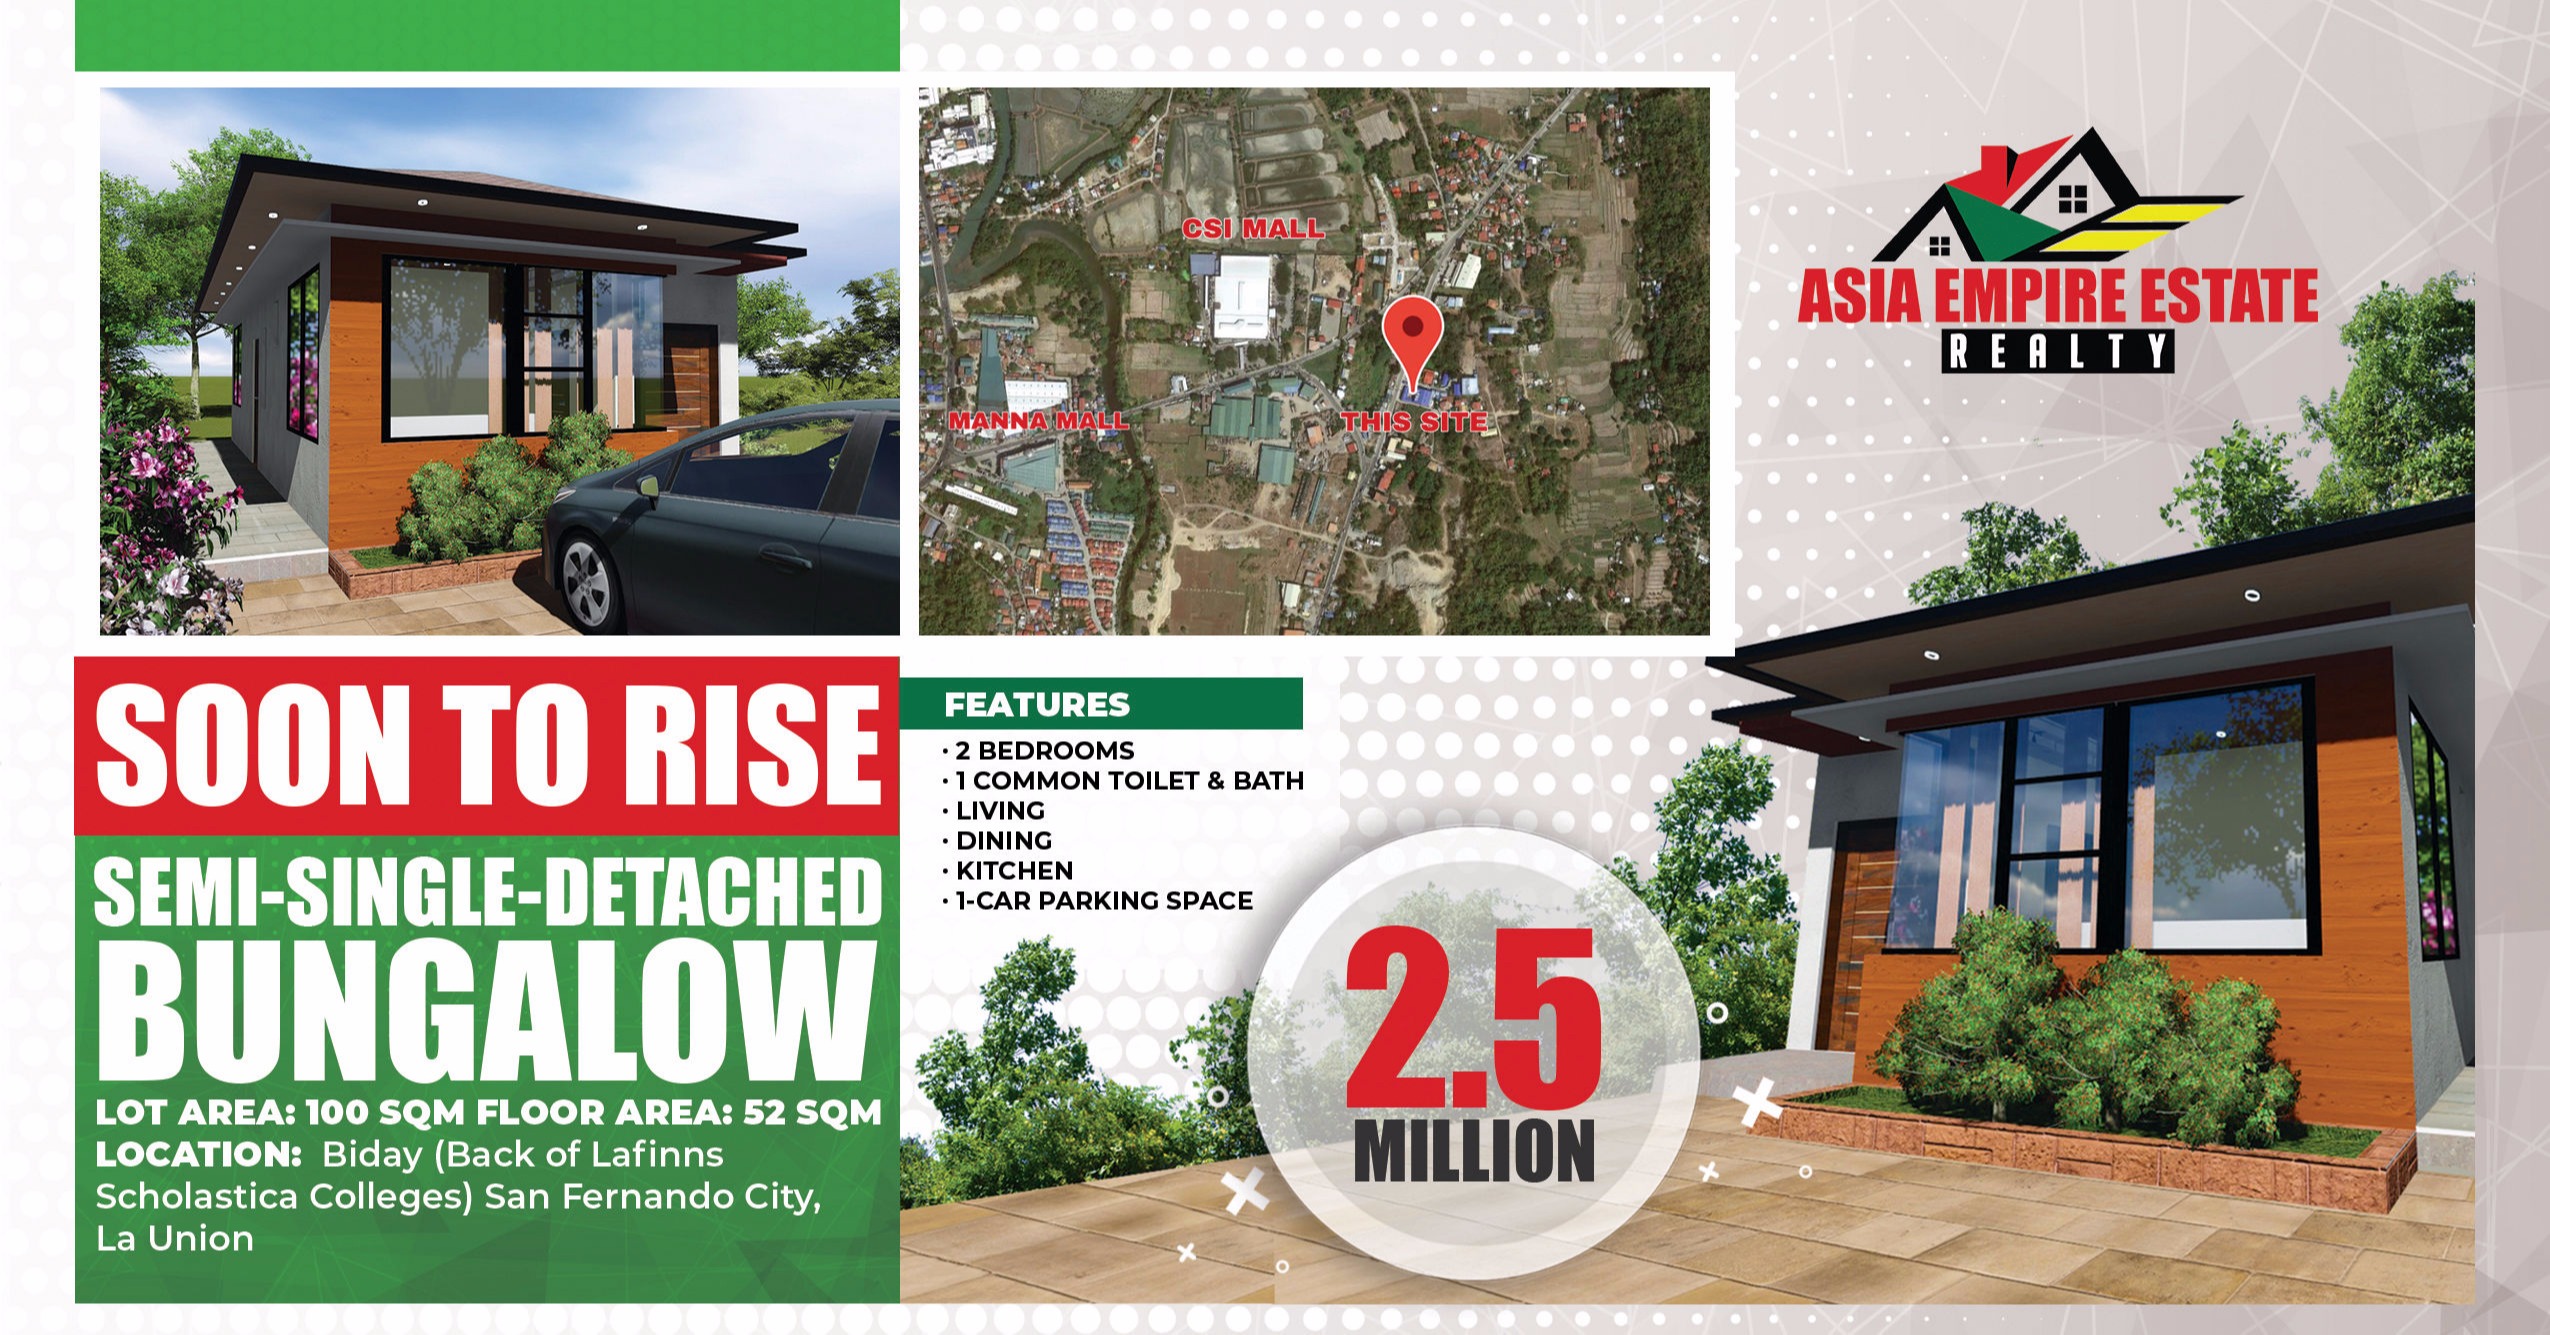 CSI MALL
MANNA MALL
THIS SITE
ASIA EMPIRE ESTATE
REALTY
SOON TO RISE
SEMI-SINGLE-DETACHED
BUNGALOW
LOT AREA: 100 SQM FLOOR AREA: 52 SQM
LOCATION: Biday (Back of Lafinns
Scholastica Colleges) San Fernando City,
La Union
FEATURES
· 2 BEDROOMS
· 1 COMMON TOILET & BATH
· LIVING
· DINING
· KITCHEN
· 1-CAR PARKING SPACE
2.5
MILLION